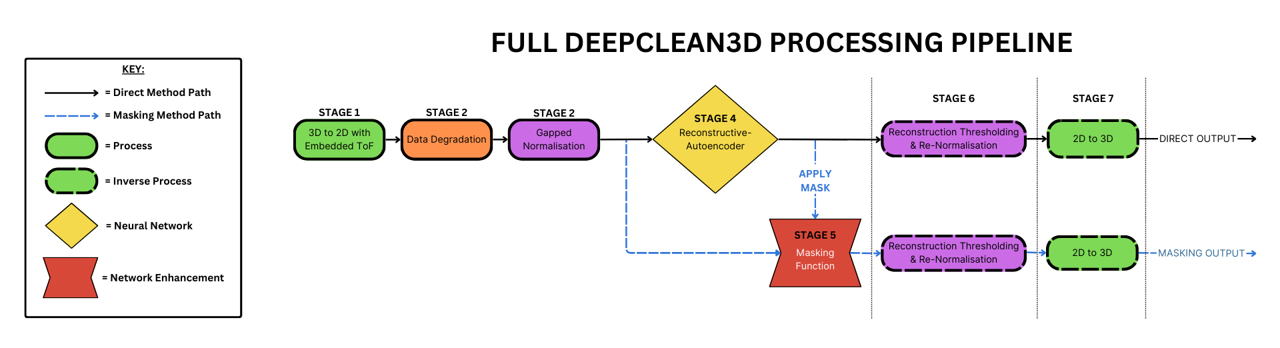 FULL DEEPCLEAN3D PROCESSING PIPELINE
KEY:
= Direct Method Path
= Masking Method Path
= Process
= Inverse Process
= Neural Network
= Network Enhancement
STAGE 1
3D to 2D with
Embedded ToF
STAGE 2
Data Degradation
STAGE 2
Gapped
Normalisation
STAGE 4
Reconstructive-
Autoencoder
APPLY
MASK
STAGE 5
Masking
Function
STAGE 6
Reconstruction Thresholding
& Re-Normalisation
STAGE 7
2D to 3D
DIRECT OUTPUT
Reconstruction Thresholding
& Re-Normalisation
2D to 3D
MASKING OUTPUT